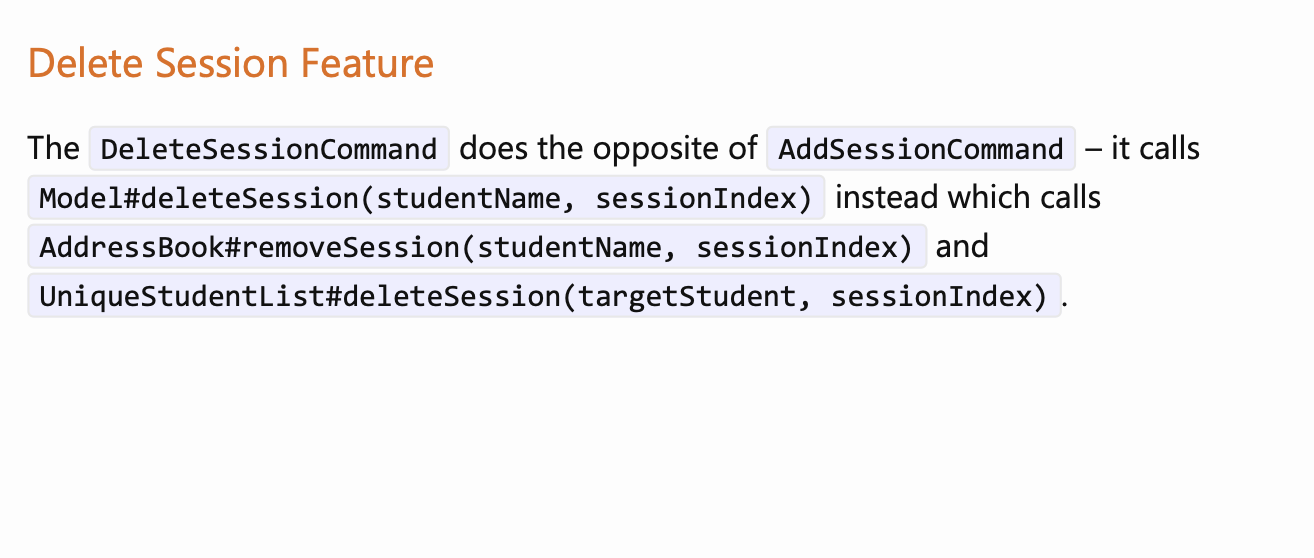 Delete Session Feature
The DeleteSessionCommand does the opposite of AddSessionCommand – it calls
Model#deleteSession(studentName, sessionIndex) instead which calls
AddressBook#removeSession(studentName, sessionIndex) and
UniqueStudentList#deleteSession(targetStudent, sessionIndex).